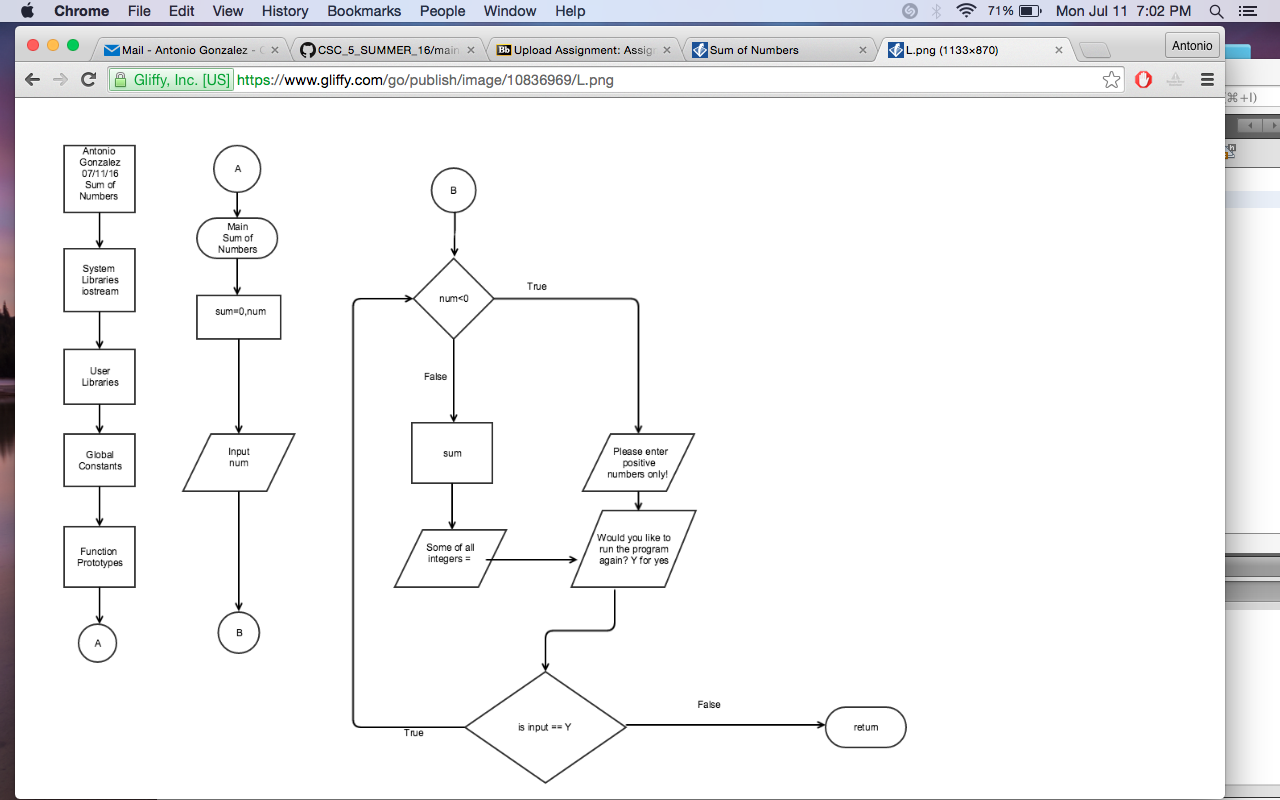 Chrome File Edit View History Bookmarks People Window Help 71% Mon Jul 11 7:02 PM
Mail - Antonio Gonzalez -
CSC_5_SUMMER_16/main
Bb Upload Assignment: Assig
Sum of Numbers
L.png (1133×870)
Antonio
Gliffy, Inc. [US] https://www.gliffy.com/go/publish/image/10836969/L.png
⌘+I)
Antonio
Gonzalez
07/11/16
Sum of
Numbers
System
Libraries
iostream
User
Libraries
Global
Constants
Function
Prototypes
A
A
Main
Sum of
Numbers
sum=0,num
Input
num
B
B
num<0
True
False
sum
Some of all
integers =
Please enter
positive
numbers only!
Would you like to
run the program
again? Y for yes
is input == Y
True
False
return